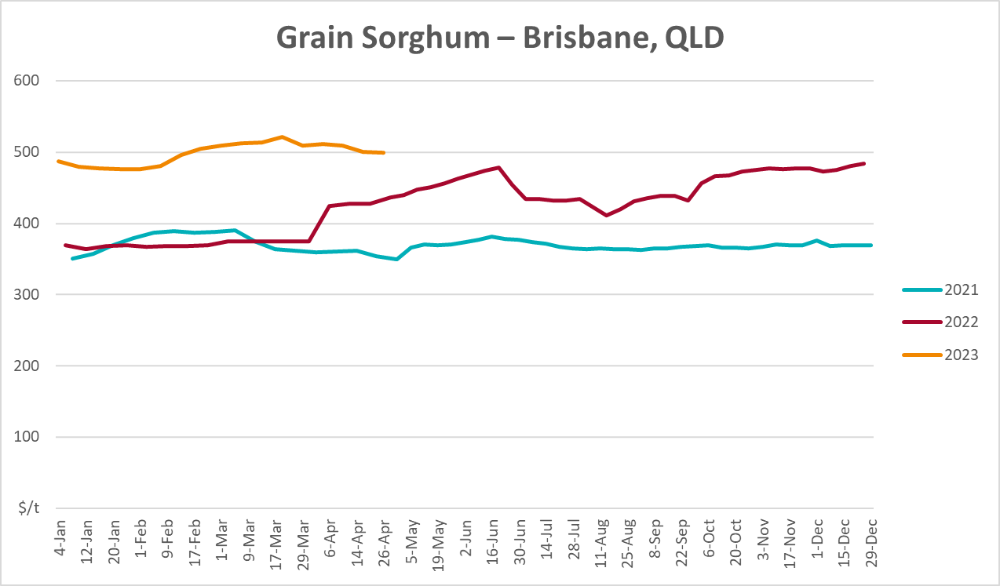 Grain Sorghum – Brisbane, QLD
600
500
400
300
200
100
$/t
4-Jan
12-Jan
20-Jan
1-Feb
9-Feb
17-Feb
1-Mar
9-Mar
17-Mar
29-Mar
6-Apr
14-Apr
26-Apr
5-May
19-May
2-Jun
16-Jun
30-Jun
14-Jul
28-Jul
11-Aug
25-Aug
8-Sep
22-Sep
6-Oct
20-Oct
3-Nov
17-Nov
1-Dec
15-Dec
29-Dec
2021
2022
2023